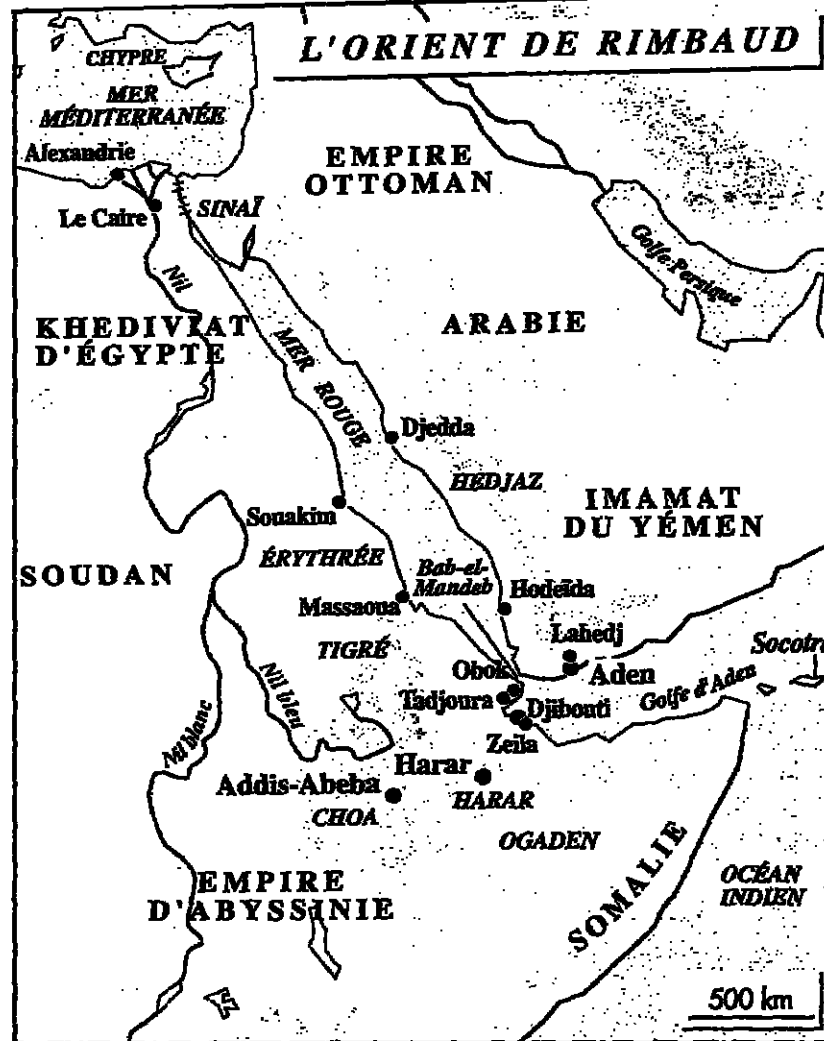 L'ORIENT DE RIMBAUD
CHYPRE
MER
MÉDITERRANÉE
Alexandrie
EMPIRE
OTTOMAN
Le Caire
SINAÏ
Nil
Golfe Persique
KHEDIVIAT
D'ÉGYPTE
MER ROUGE
ARABIE
Djedda
HEDJAZ
Souakim
IMAMAT
DU YÉMEN
ÉRYTHRÉE
SOUDAN
Bab-el-
Mandeb
Massaoua
Hodeïda
TIGRÉ
Lahedj
Socotra
Obok
Aden
Nil bleu
Tadjoura
Djibouti
Golfe d'Aden
Nil blanc
Zeïla
Harar
Addis-Abeba
HARAR
CHOA
OGADEN
SOMALIE
EMPIRE
D'ABYSSINIE
OCÉAN
INDIEN
500 km